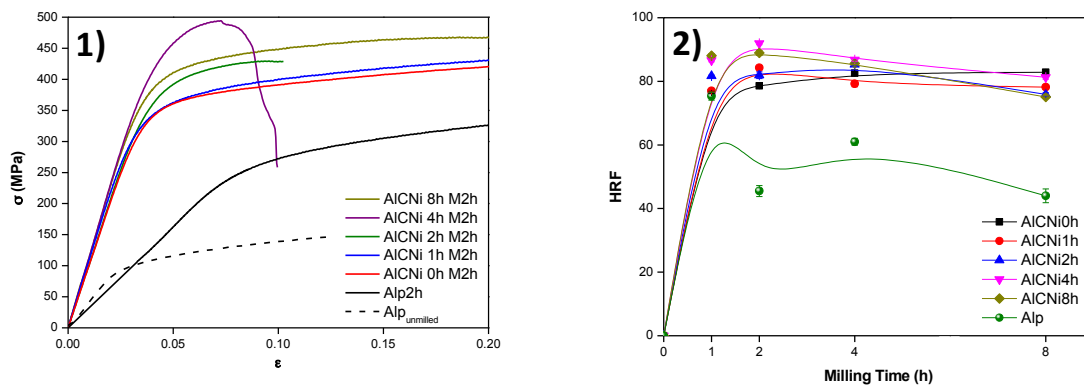 1)
500
450
400
350
300
250
200
150
100
50
0
σ (MPa)
0.00 0.05 0.10 0.15 0.20
ε
AlCNi 8h M2h
AlCNi 4h M2h
AlCNi 2h M2h
AlCNi 1h M2h
AlCNi 0h M2h
Alp2h
Alpunmilled
2)
100
80
60
40
20
0
HRF
0 1 2 4 8
Milling Time (h)
AlCNi0h
AlCNi1h
AlCNi2h
AlCNi4h
AlCNi8h
Alp